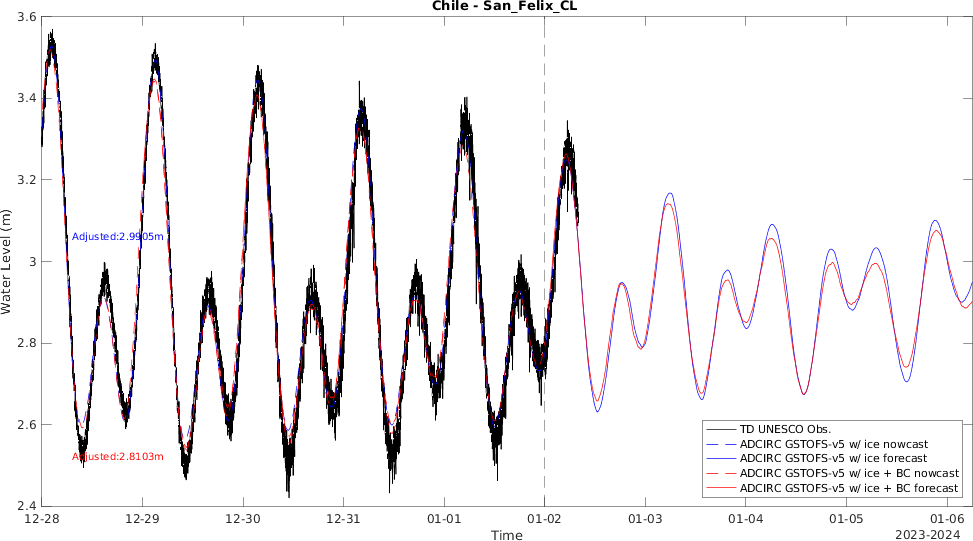 Chile - San_Felix_CL
3.6
3.4
3.2
3
2.8
2.6
2.4
Water Level (m)
Adjusted:2.9905m
Adjusted:2.8103m
TD UNESCO Obs.
ADCIRC GSTOFS-v5 w/ ice nowcast
ADCIRC GSTOFS-v5 w/ ice forecast
ADCIRC GSTOFS-v5 w/ ice + BC nowcast
ADCIRC GSTOFS-v5 w/ ice + BC forecast
12-28 12-29 12-30 12-31 01-01 01-02 01-03 01-04 01-05 01-06
Time
2023-2024